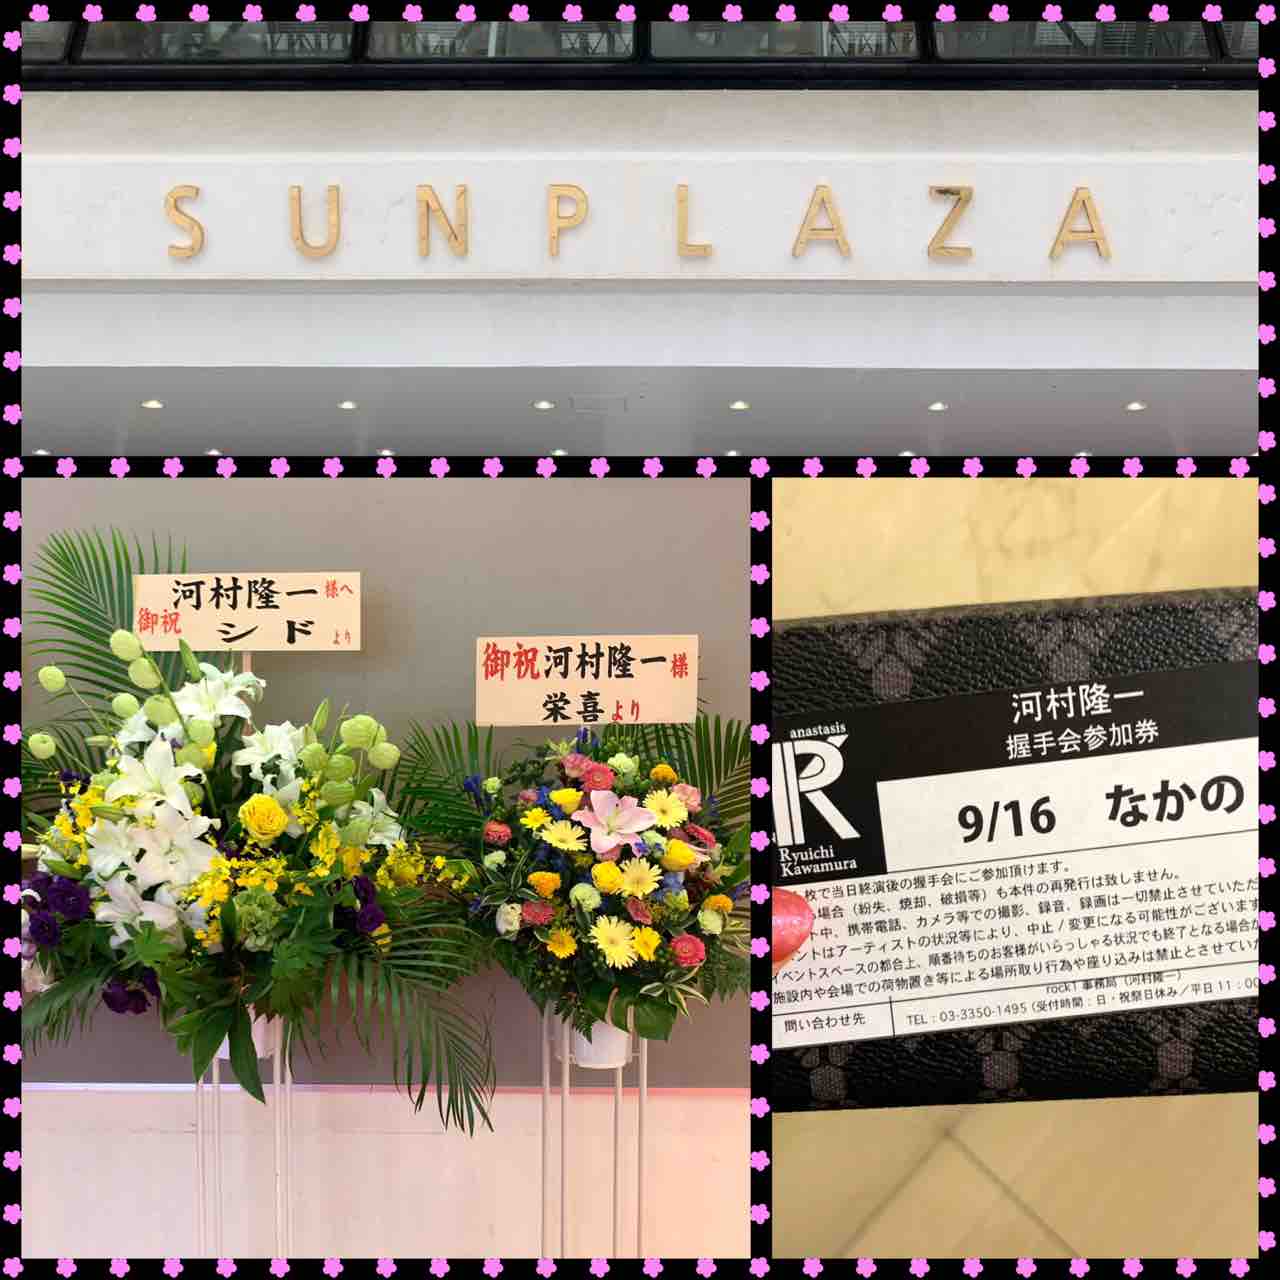 SUNPLAZA
河村隆一様へ
御祝 シドより
御祝河村隆一様
栄喜より
河村隆一
握手会参加券
anastasis
R
Ryuichi
Kawamura
9/16 なかの
枚で当日終演後の握手会にご参加頂けます。
場合（紛失、焼却、破損等）も本件の再発行は致しません。
ト中、携帯電話、カメラ等での撮影、録音、録画は一切禁止させていただ
ントはアーティストの状況等により、中止/変更になる可能性がございます
イベントスペースの都合上、順番待ちのお客様がいらっしゃる状況でも終了となる場合が
施設内や会場での荷物置き等による場所取り行為や座り込みは禁止とさせていた
問い合わせ先
rock1 事務局（河村隆一）
TEL：03-3350-1495（受付時間：日・祝祭日休み／平日 11：00